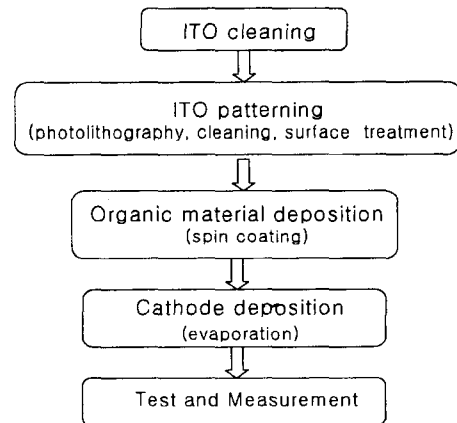 ITO cleaning
ITO patterning
(photolithography, cleaning, surface treatment)
Organic material deposition
(spin coating)
Cathode deposition
(evaporation)
Test and Measurement